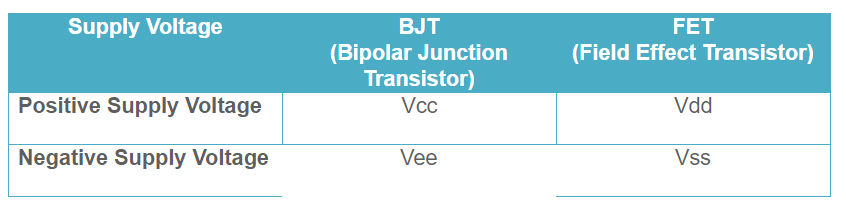 Supply Voltage
BJT
(Bipolar Junction
Transistor)
FET
(Field Effect Transistor)
Positive Supply Voltage
Vcc
Vdd
Negative Supply Voltage
Vee
Vss